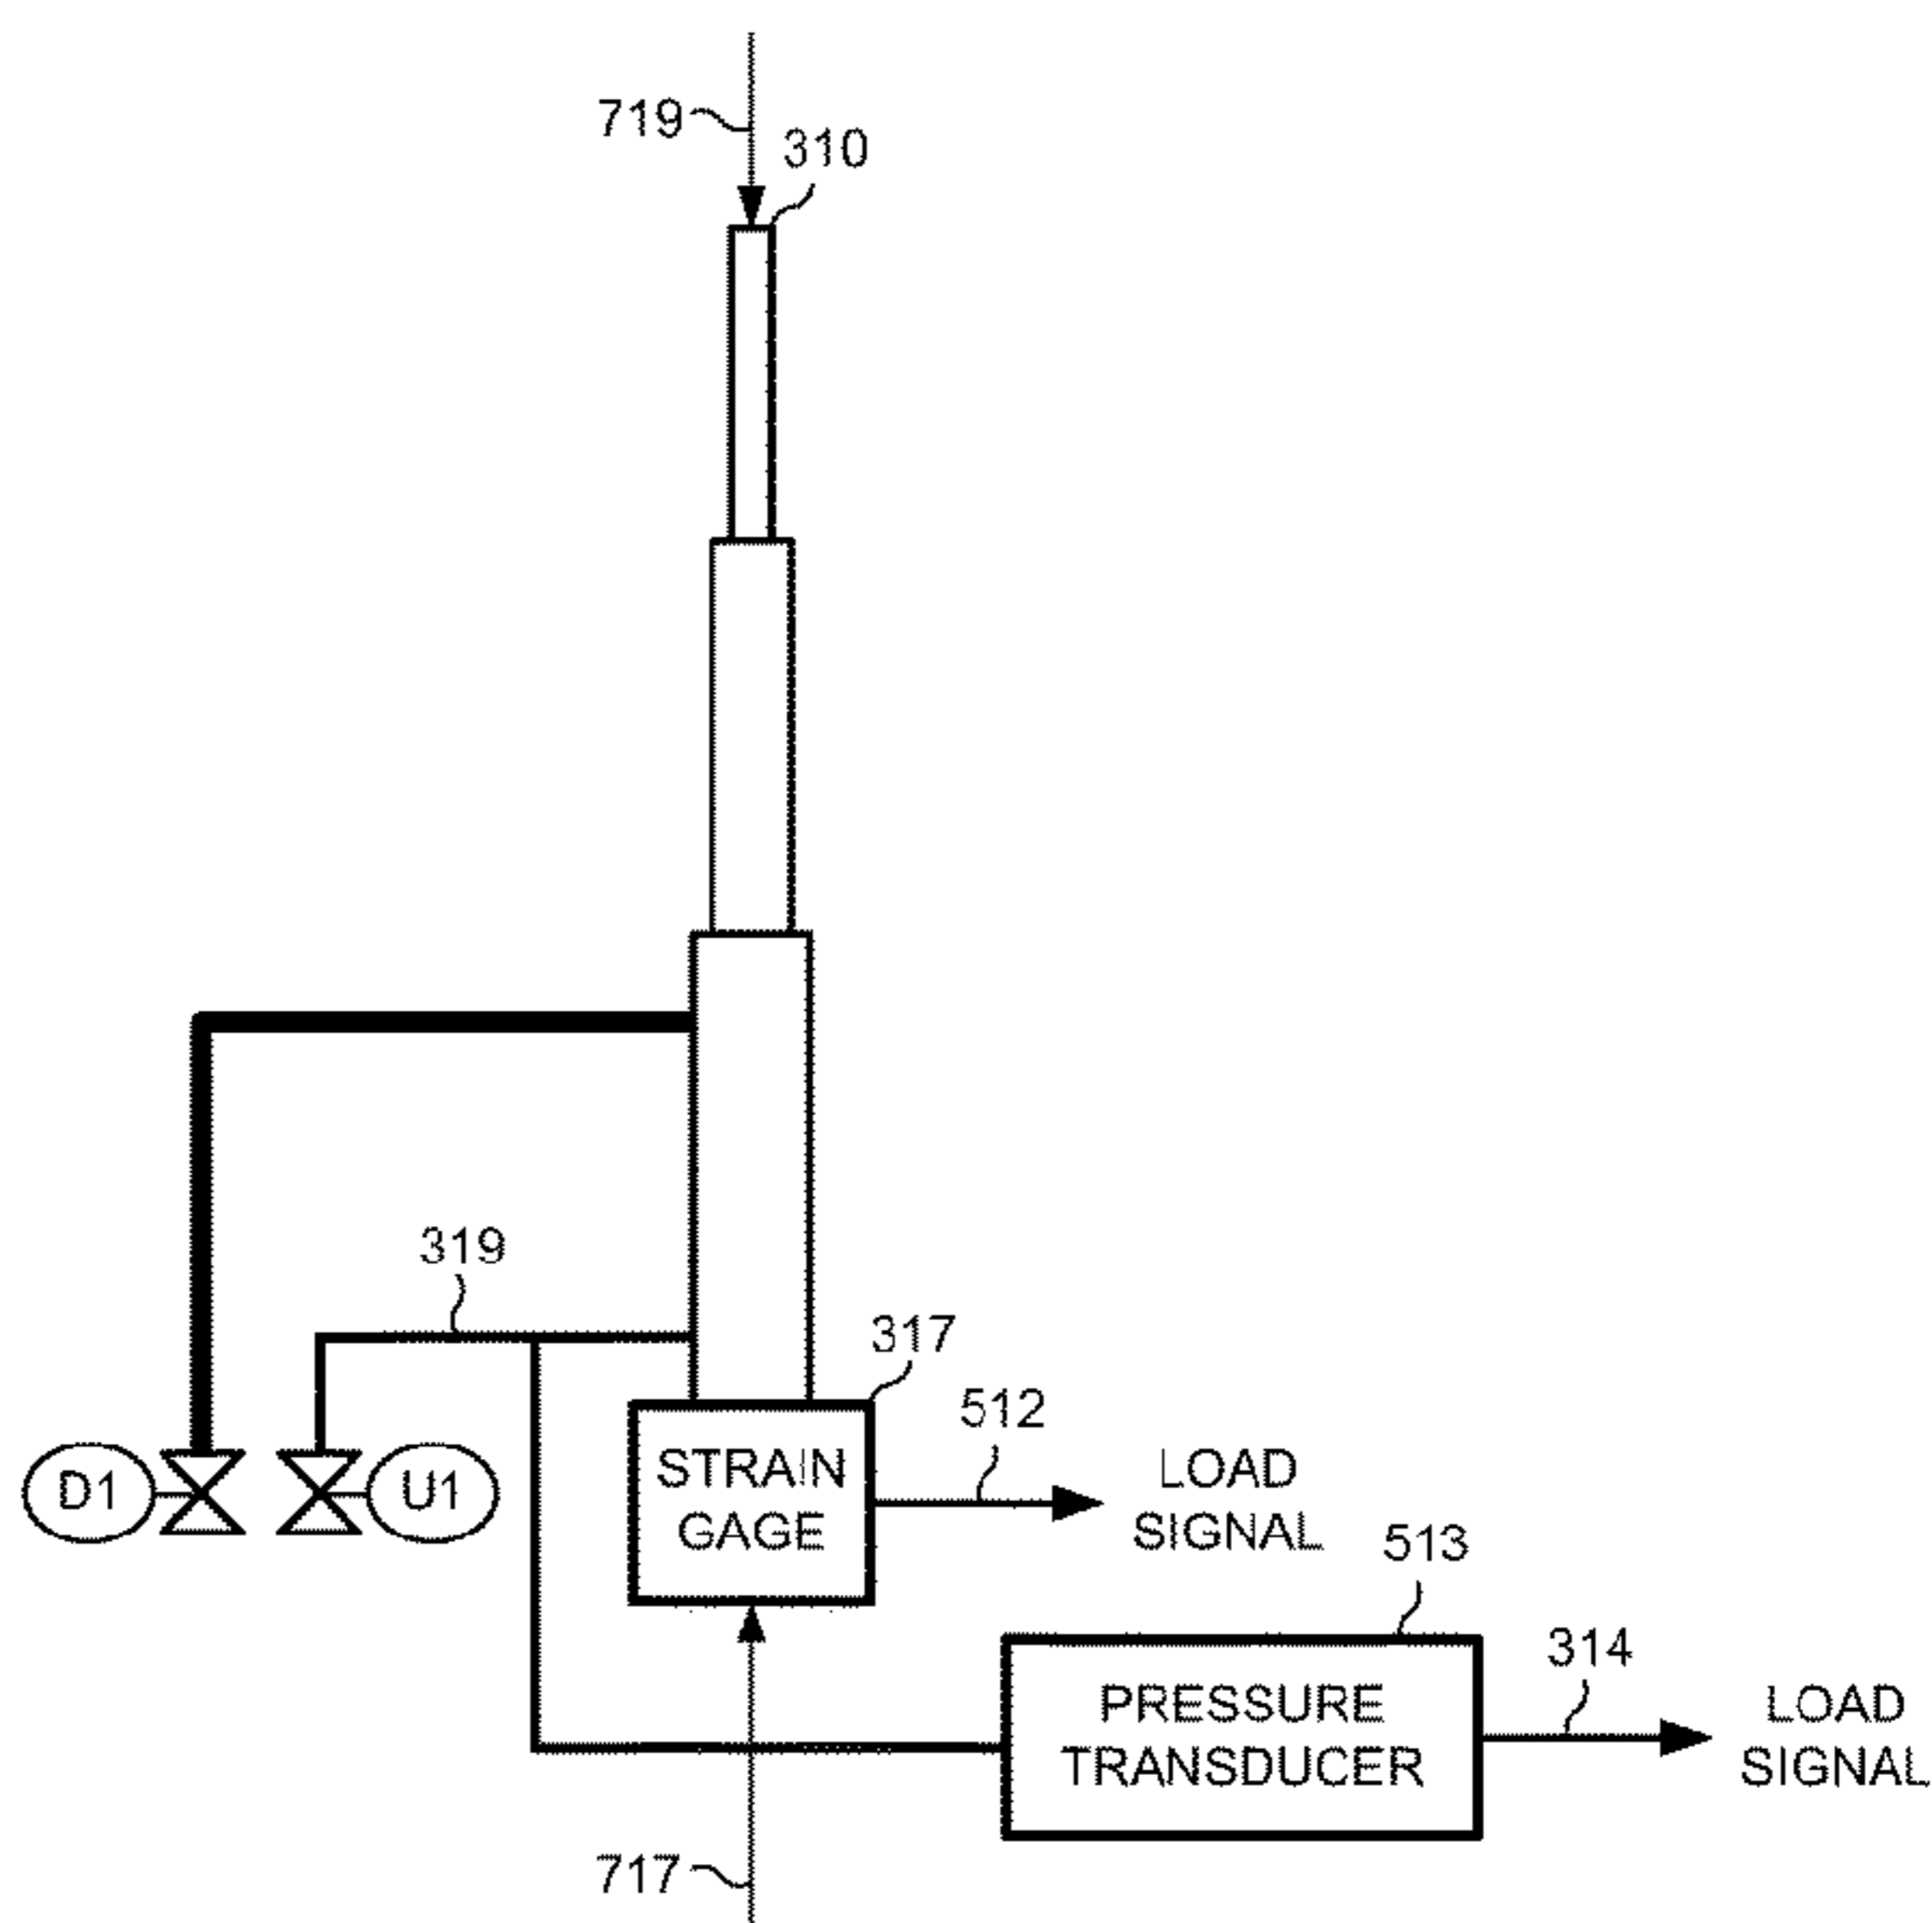 719
310
319
317
512
D1
U1
STRAIN
GAGE
LOAD
SIGNAL
513
314
PRESSURE
TRANSDUCER
LOAD
SIGNAL
717